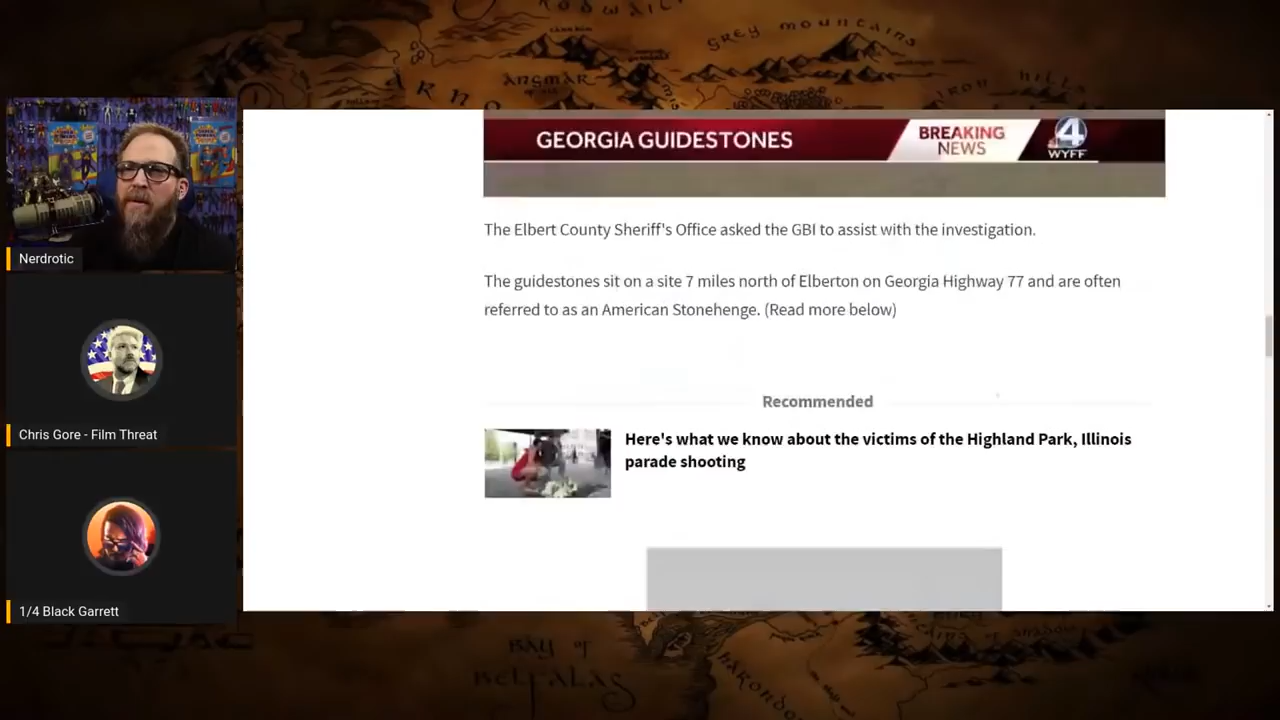 GREY MOUNTAINS
ANGMAR
GEORGIA GUIDESTONES
BREAKING
NEWS
4
WYFF
The Elbert County Sheriff's Office asked the GBI to assist with the investigation.
Nerdrotic
The guidestones sit on a site 7 miles north of Elberton on Georgia Highway 77 and are often
referred to as an American Stonehenge. (Read more below)
Recommended
Chris Gore - Film Threat
Here's what we know about the victims of the Highland Park, Illinois
parade shooting
1/4 Black Garrett
BAY of
BELFALAS